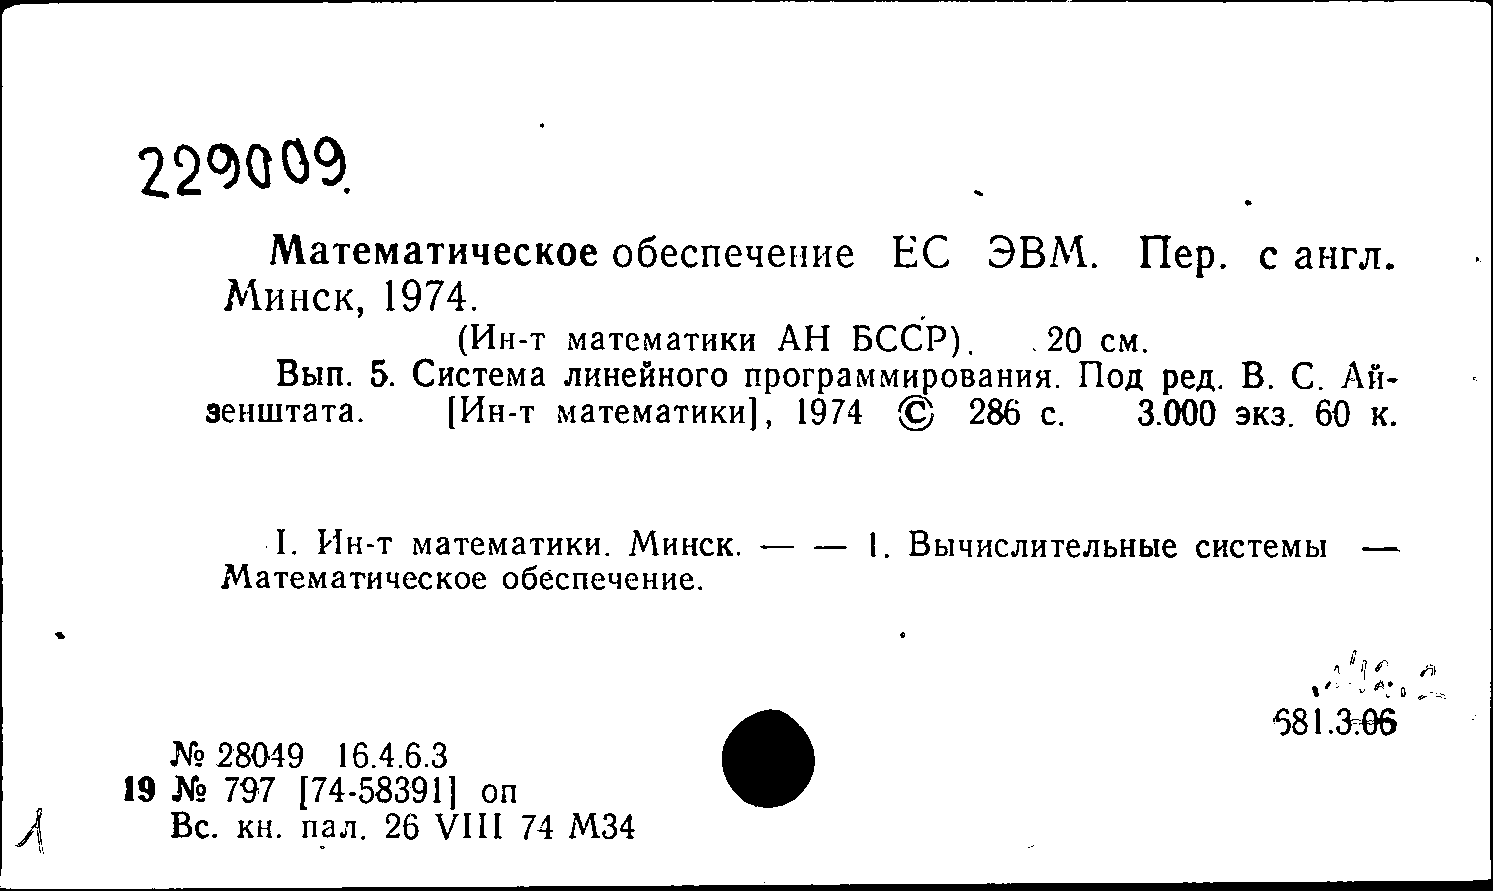 229009.
Математическое обеспечение ЕС ЭВМ. Пер. с англ.
Минск, 1974.
(Ин-т математики АН БССР). 20 см.
Вып. 5. Система линейного программирования. Под ред. В. С. Ай-
зенштата. [Ин-т математики], 1974 © 286 с. 3.000 экз. 60 к.
I. Ин-т математики. Минск. — — 1. Вычислительные системы —
Математическое обеспечение.
681.3.06
№ 28049 16.4.6.3
19 № 797 [74-58391] оп
Вс. кн. пал. 26 VIII 74 М34